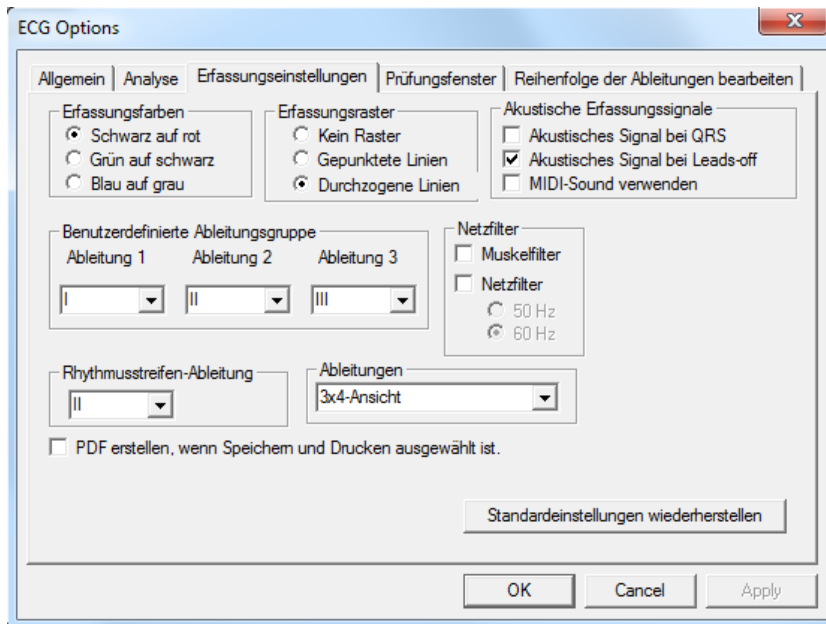 ECG Options
Allgemein
Analyse
Erfassungseinstellungen
Prüfungsfenster
Reihenfolge der Ableitungen bearbeiten
Erfassungsfarben
Schwarz auf rot
Grün auf schwarz
Blau auf grau
Erfassungsraster
Kein Raster
Gepunktete Linien
Durchzogene Linien
Akustische Erfassungssignale
Akustisches Signal bei QRS
Akustisches Signal bei Leads-off
MIDI-Sound verwenden
Benutzerdefinierte Ableitungsgruppe
Ableitung 1
Ableitung 2
Ableitung 3
I
II
III
Netzfilter
Muskelfilter
Netzfilter
50 Hz
60 Hz
Rhythmusstreifen-Ableitung
II
Ableitungen
3x4-Ansicht
PDF erstellen, wenn Speichern und Drucken ausgewählt ist.
Standardeinstellungen wiederherstellen
OK
Cancel
Apply